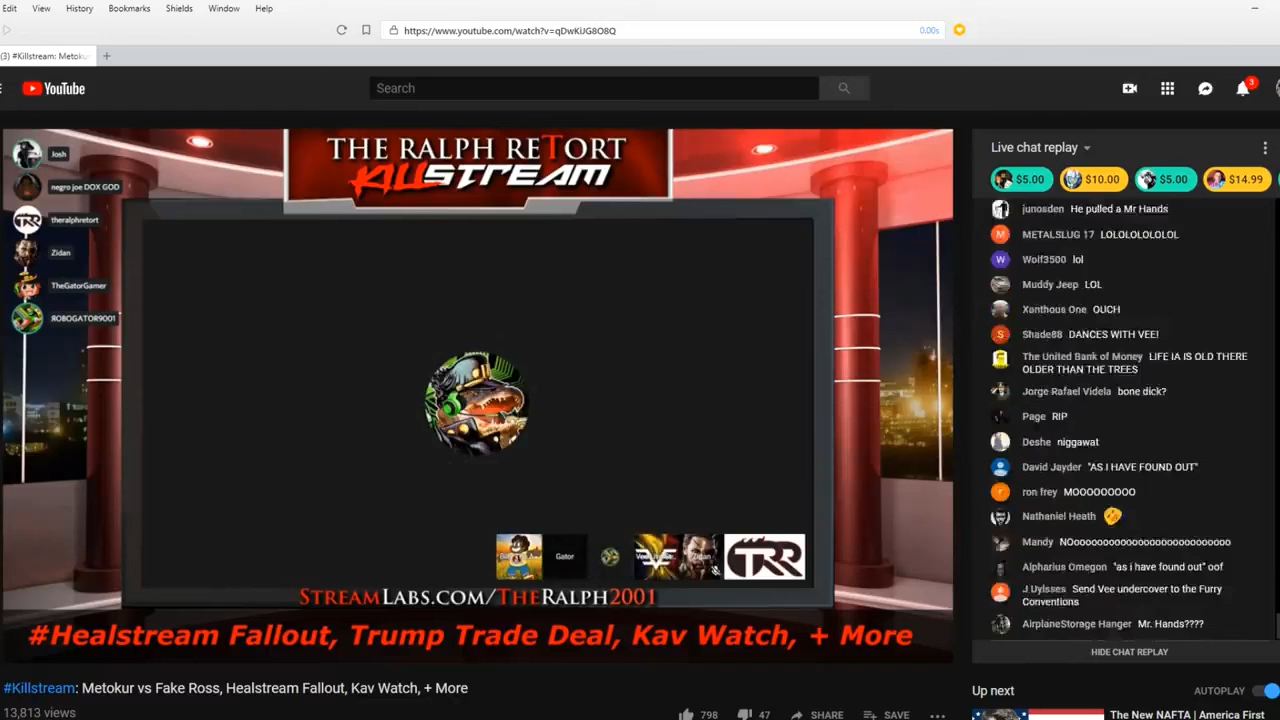 Edit View History Bookmarks Shields Window Help
https://www.youtube.com/watch?v=qDwKiJG8O8Q 0.00s
(3) #Killstream: Metoku
YouTube
Search
3
THE RALPH RETORT
KILLSTREAM
Josh
negro joe DOX GOD
theralphretort
Zidan
TheGatorGamer
ROBOGATOR9001
Gator
Zidan
TRR
STREAMLABS.COM/THERALPH2001
#Healstream Fallout, Trump Trade Deal, Kav Watch, + More
#Killstream: Metokur vs Fake Ross, Healstream Fallout, Kav Watch, + More
13,813 views
798 47 SHARE SAVE
Live chat replay
$5.00 $10.00 $5.00 $14.99
junosden He pulled a Mr Hands
METALSLUG 17 LOLOLOLOLOLOL
Wolf3500 lol
Muddy Jeep LOL
Xanthous One OUCH
Shade88 DANCES WITH VEE!
The United Bank of Money LIFE IA IS OLD THERE
OLDER THAN THE TREES
Jorge Rafael Videla bone dick?
Page RIP
Deshe niggawat
David Jayder "AS I HAVE FOUND OUT"
ron frey MOOOOOOOOO
Nathaniel Heath
Mandy NOoooooooooooooooooooooooooo
Alpharius Omegon "as i have found out" oof
J Ulysses Send Vee undercover to the Furry
Conventions
AirplaneStorage Hanger Mr. Hands????
HIDE CHAT REPLAY
Up next AUTOPLAY
The New NAFTA | America First